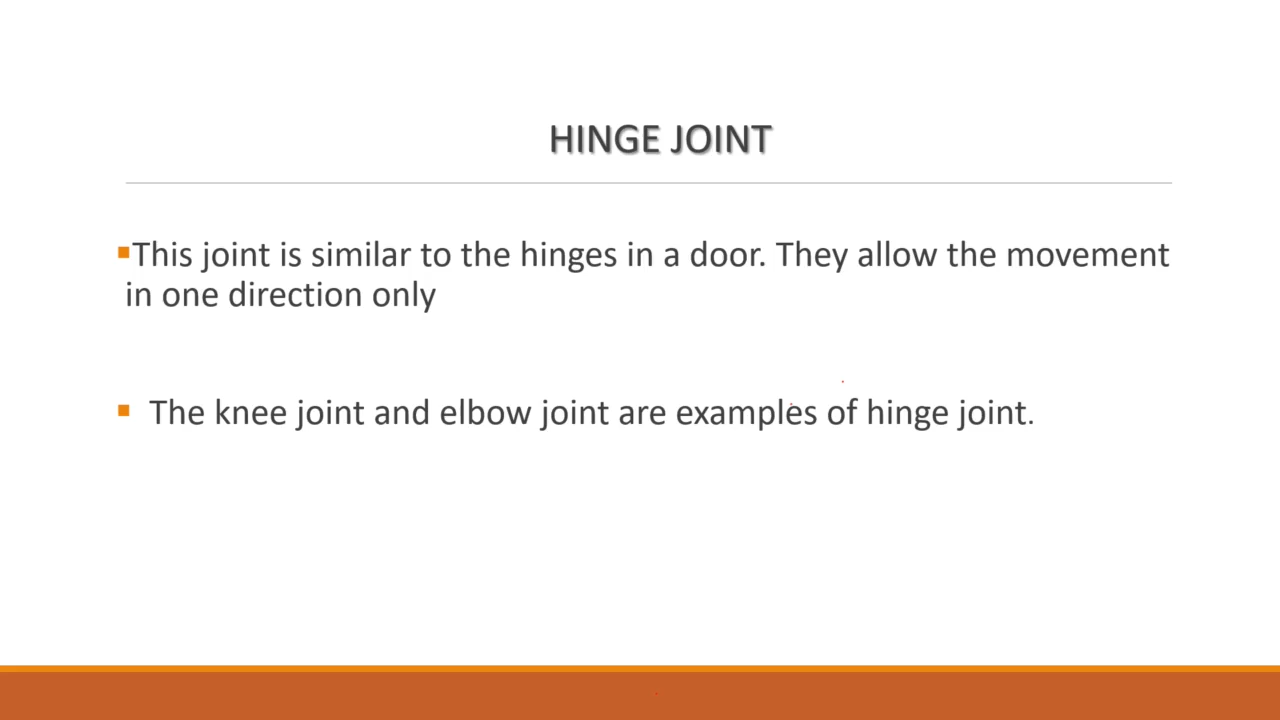 HINGE JOINT
▪This joint is similar to the hinges in a door. They allow the movement
in one direction only
▪ The knee joint and elbow joint are examples of hinge joint.